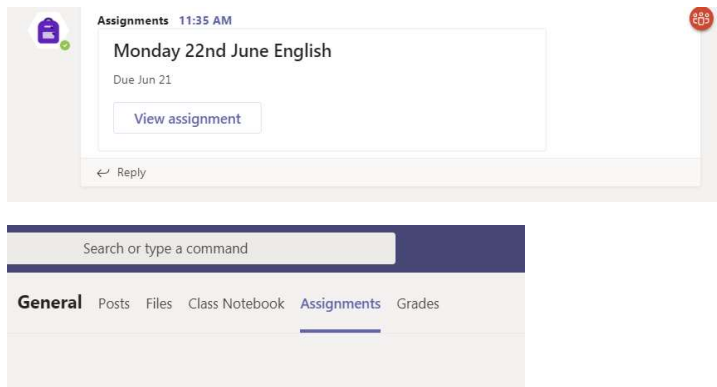 Assignments 11:35 AM
Monday 22nd June English
Due Jun 21
View assignment
Reply
Search or type a command
General Posts Files Class Notebook Assignments Grades